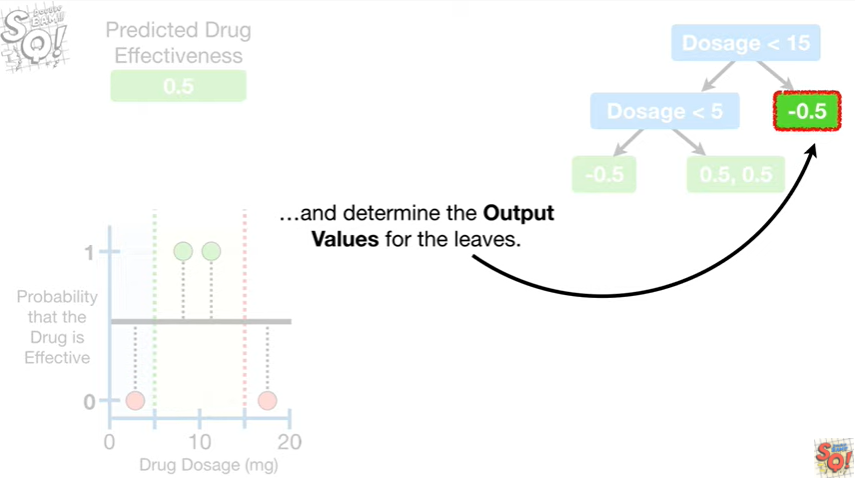 Predicted Drug
Effectiveness
0.5
Dosage < 15
Dosage < 5
-0.5
-0.5
0.5, 0.5
…and determine the Output
Values for the leaves.
1
Probability
that the
Drug is
Effective
0
0
10
20
Drug Dosage (mg)
SQ!